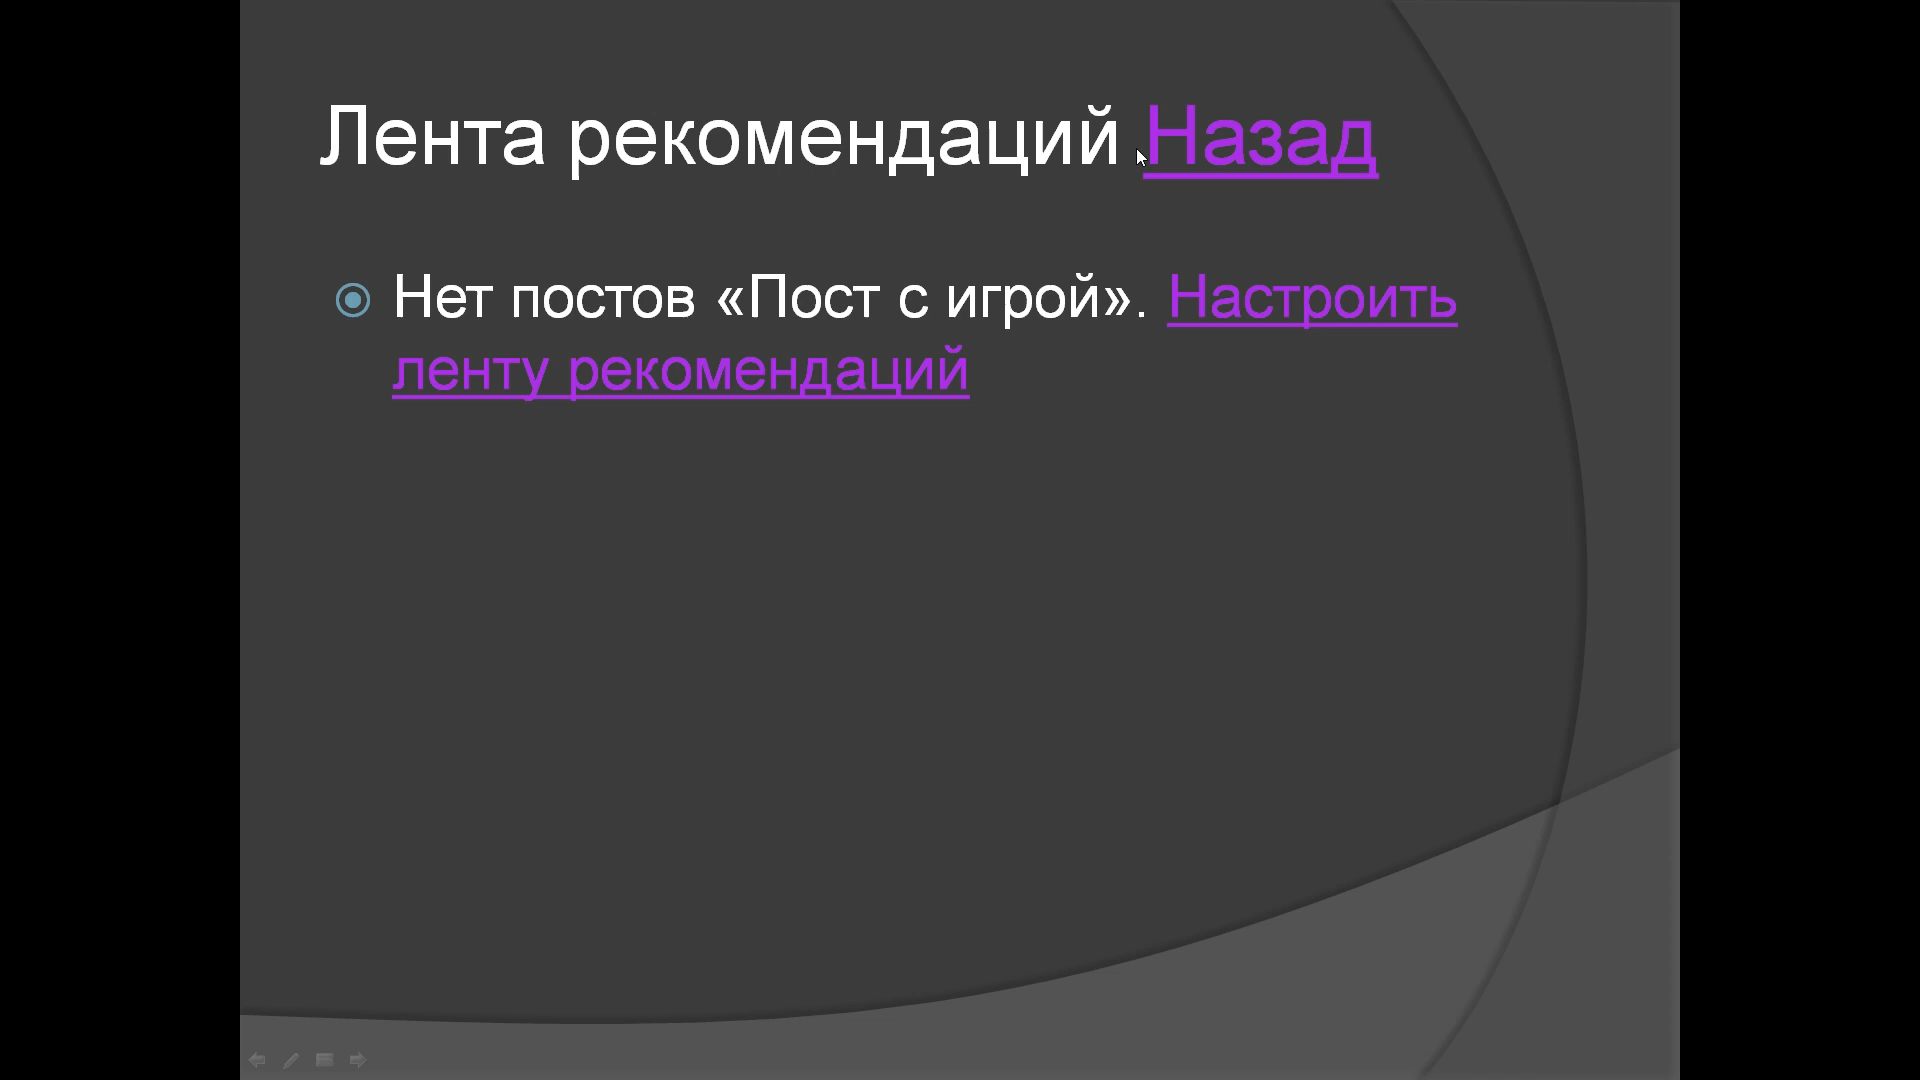 Лента рекомендаций Назад
Нет постов «Пост с игрой». Настроить
ленту рекомендаций